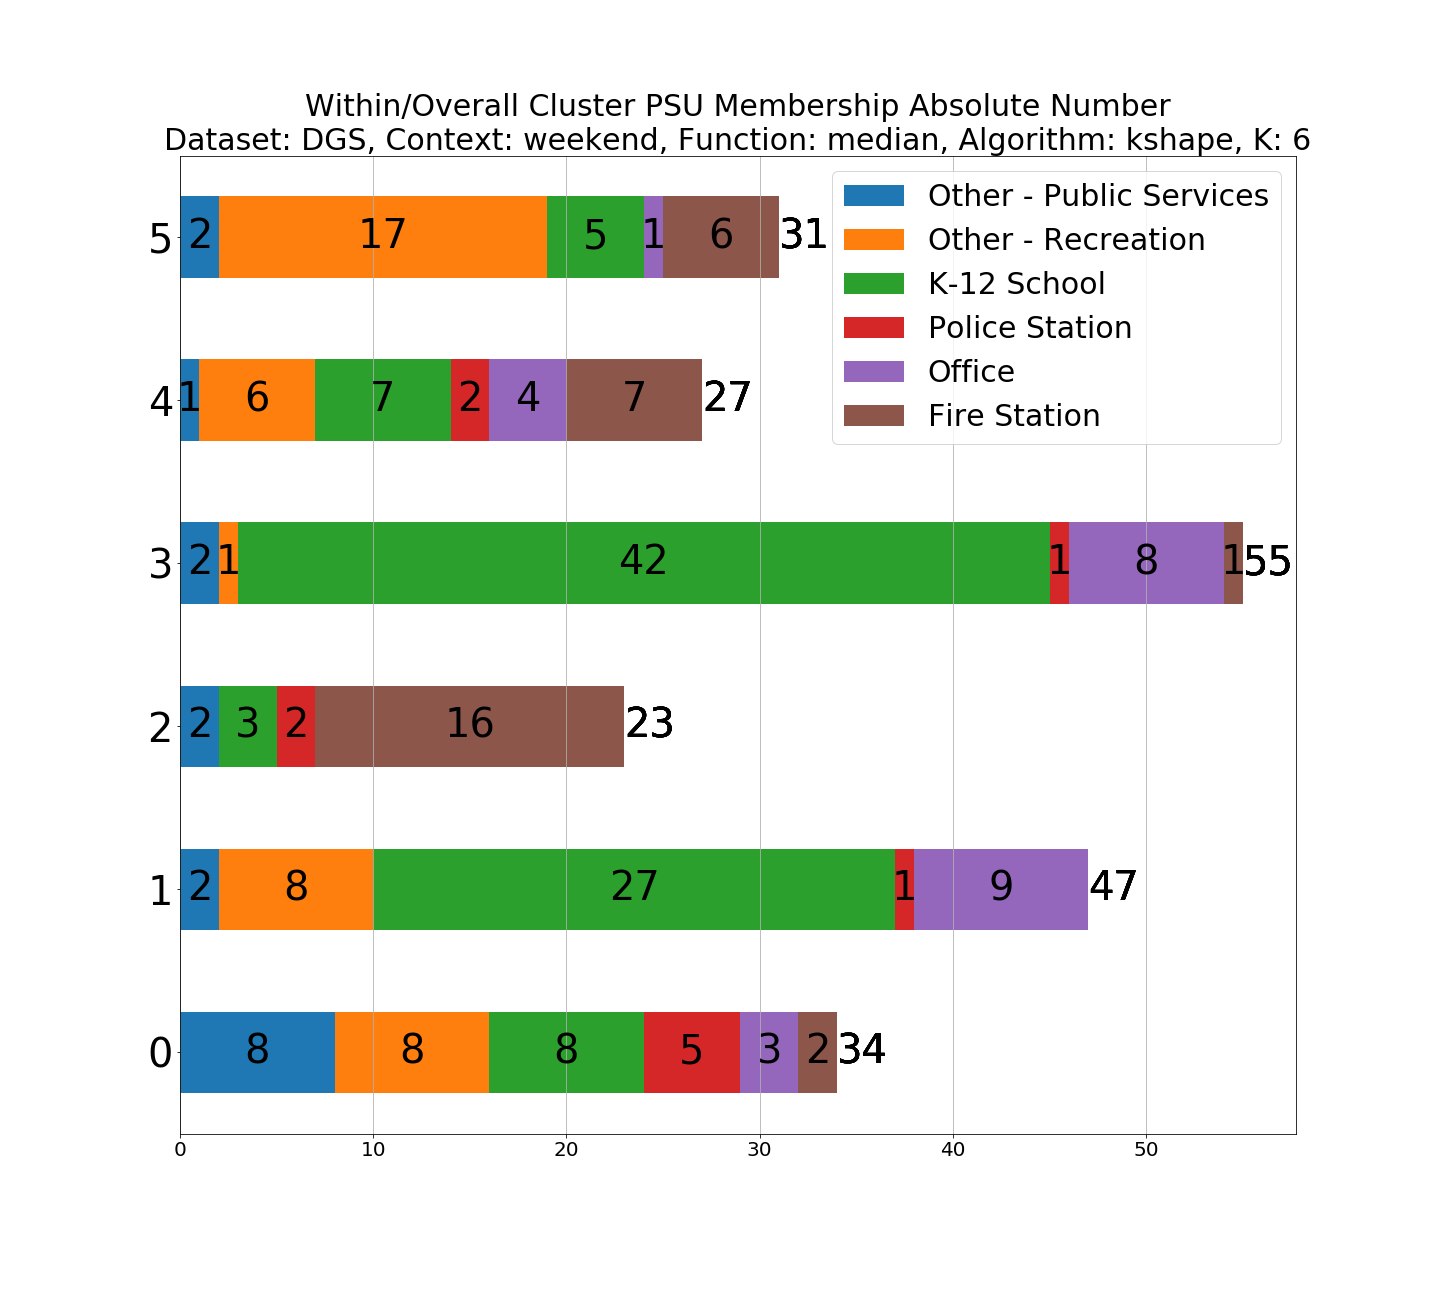 Within/Overall Cluster PSU Membership Absolute Number
Dataset: DGS, Context: weekend, Function: median, Algorithm: kshape, K: 6
Other - Public Services
Other - Recreation
K-12 School
Police Station
Office
Fire Station
5 2 17 5 1 6 31
4 1 6 7 2 4 7 27
3 2 1 42 1 8 1 55
2 2 3 2 16 23
1 2 8 27 1 9 47
0 8 8 8 5 3 2 34
0 10 20 30 40 50